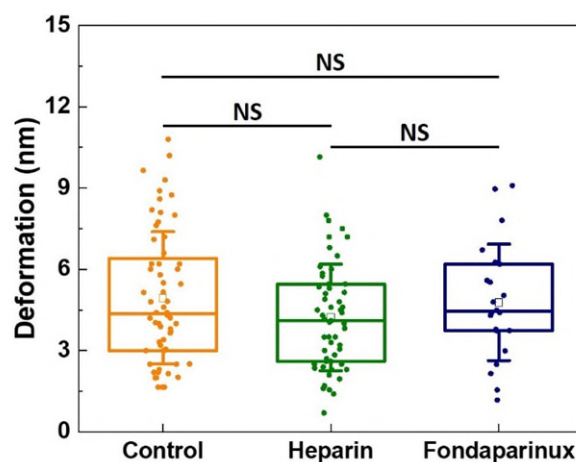 15
12
9
6
3
0
Deformation (nm)
NS
NS
NS
Control Heparin Fondaparinux